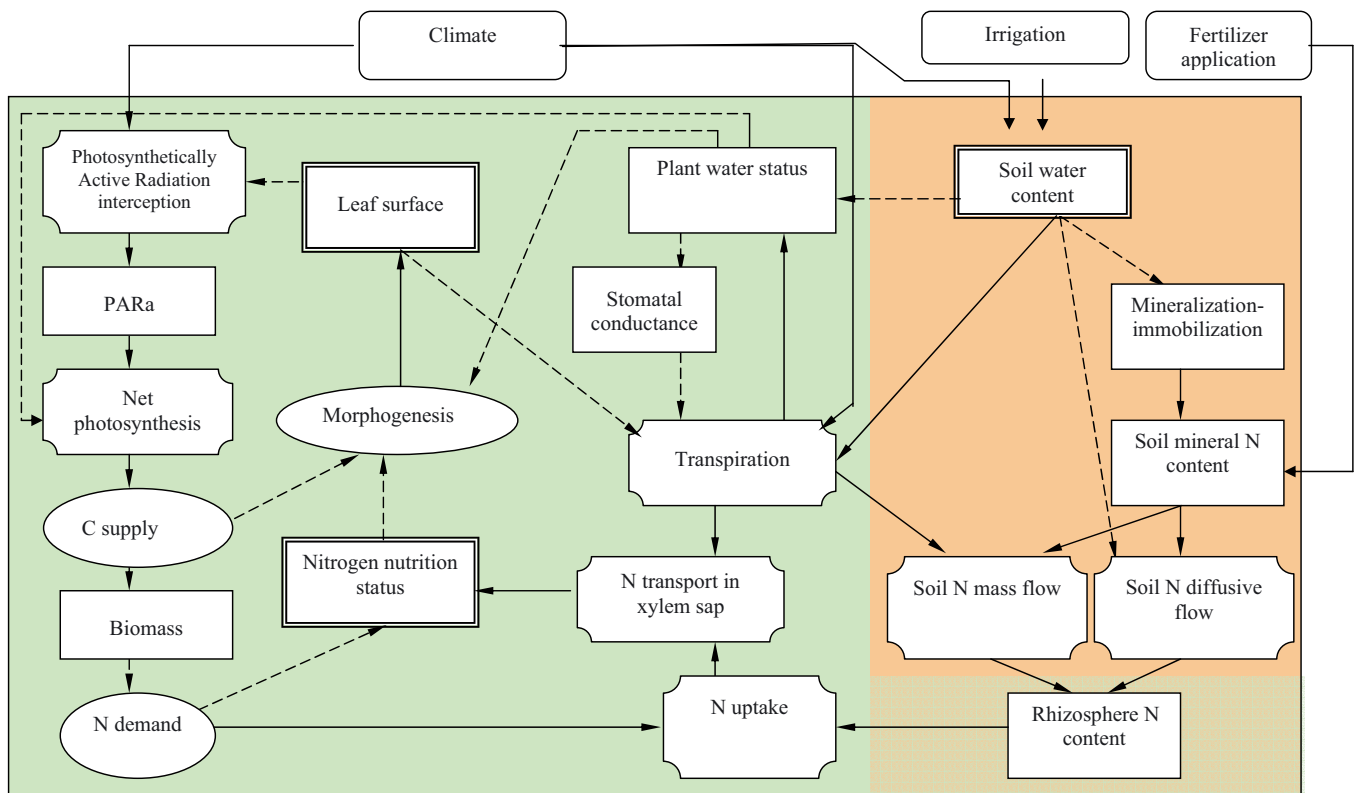 Climate
Irrigation
Fertilizer
application
Photosynthetically
Active Radiation
interception
Leaf surface
Plant water status
Soil water
content
PARa
Stomatal
conductance
Mineralization-
immobilization
Net
photosynthesis
Morphogenesis
Transpiration
Soil mineral N
content
C supply
Nitrogen nutrition
status
N transport in
xylem sap
Soil N mass flow
Soil N diffusive
flow
Biomass
N demand
N uptake
Rhizosphere N
content